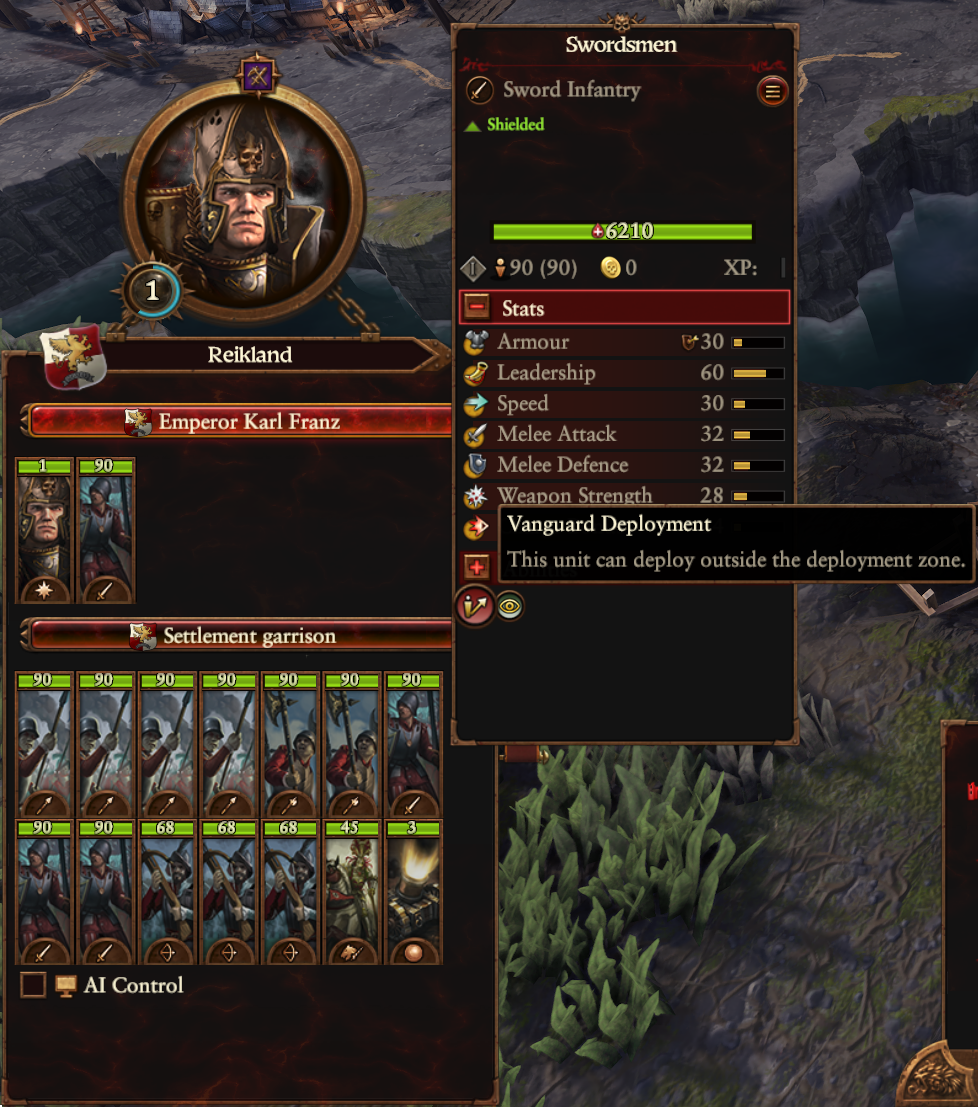 Swordsmen
Sword Infantry
Shielded
6210
90 (90) 0 XP:
Stats
Armour 30
Leadership 60
Speed 30
Melee Attack 32
Melee Defence 32
Weapon Strength 28
Vanguard Deployment
This unit can deploy outside the deployment zone.
1
Reikland
Emperor Karl Franz
1 90
Settlement garrison
90 90 90 90 90 90 90
90 90 68 68 68 45 3
AI Control